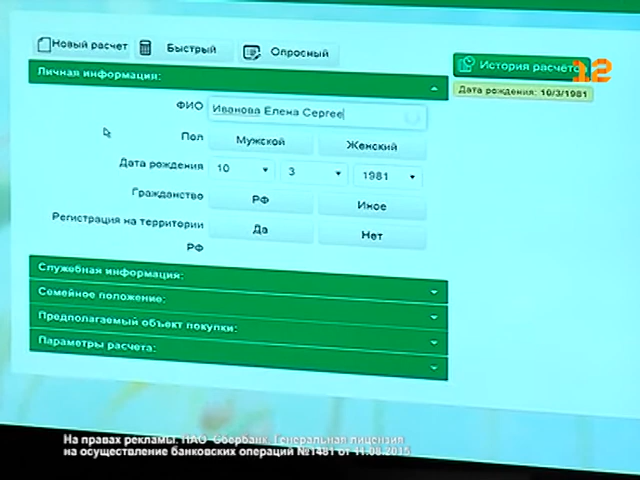 Новый расчет Быстрый Опросный
История расчето
12
Личная информация:
Дата рождения: 10/3/1981
ФИО Иванова Елена Сергее
Пол Мужской Женский
Дата рождения 10 3 1981
Гражданство РФ Иное
Регистрация на территории РФ Да Нет
Служебная информация:
Семейное положение:
Предполагаемый объект покупки:
Параметры расчета:
На правах рекламы. ПАО Сбербанк. Генеральная лицензия
на осуществление банковских операций №1481 от 11.08.2015